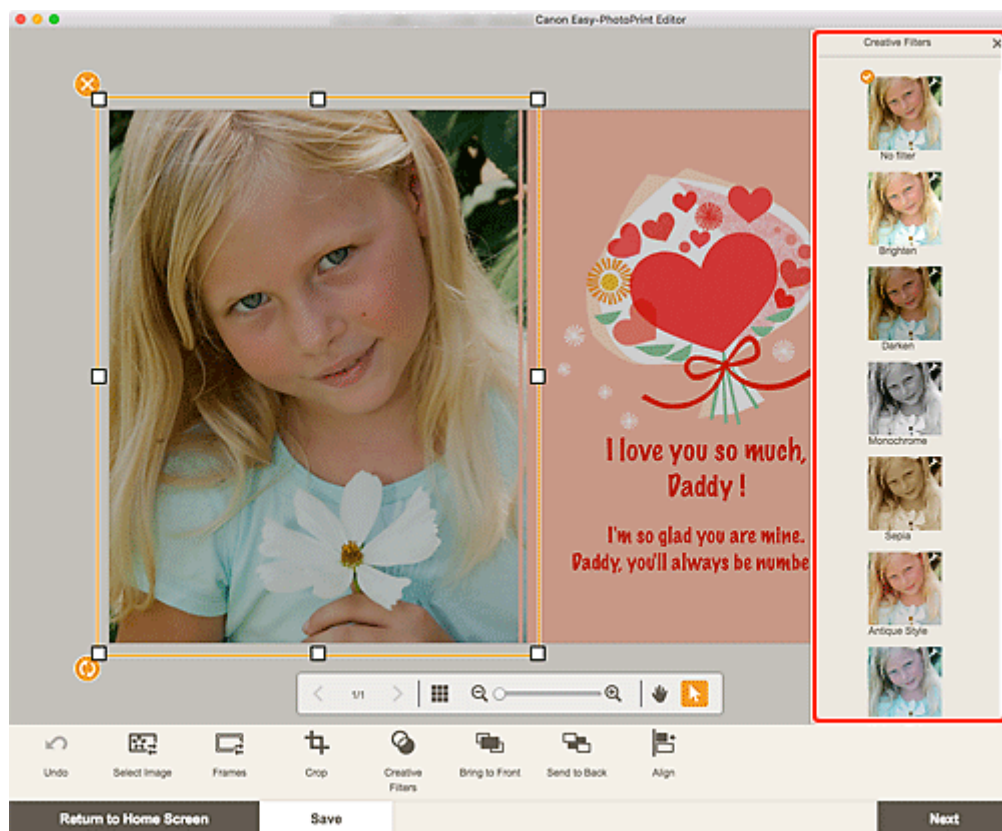 Canon Easy-PhotoPrint Editor
Creative Filters
No filter
Brighten
Darken
Monochrome
Sepia
Antique Style
I love you so much,
Daddy !
I'm so glad you are mine.
Daddy, you'll always be numbe
1/1
Undo
Select Image
Frames
Crop
Creative
Filters
Bring to Front
Send to Back
Align
Return to Home Screen
Save
Next